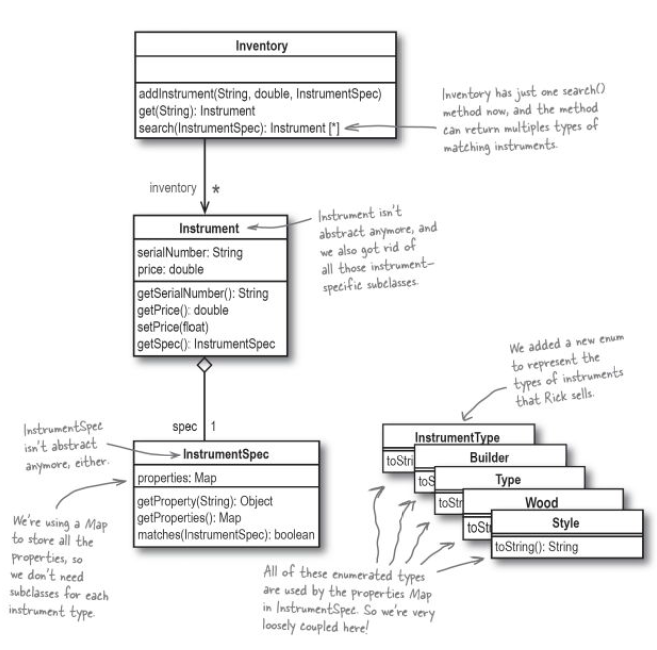 Inventory
addInstrument(String, double, InstrumentSpec)
get(String): Instrument
search(InstrumentSpec): Instrument [*]
Inventory has just one search()
method now, and the method
can return multiple types of
matching instruments.
inventory
*
Instrument
serialNumber: String
price: double
getSerialNumber(): String
getPrice(): double
setPrice(float)
getSpec(): InstrumentSpec
Instrument isn't
abstract anymore, and
we also got rid of
all those instrument-
specific subclasses.
We added a new enum
to represent the
types of instruments
that Rick sells.
spec
1
InstrumentSpec
isn't abstract
anymore, either.
InstrumentSpec
properties: Map
getProperty(String): Object
getProperties(): Map
matches(InstrumentSpec): boolean
We're using a Map
to store all the
properties, so
we don't need
subclasses for each
instrument type.
InstrumentType
toStri
Builder
toS
Type
toStr
Wood
toStr
Style
toString(): String
All of these enumerated types
are used by the properties Map
in InstrumentSpec. So we're very
loosely coupled here!